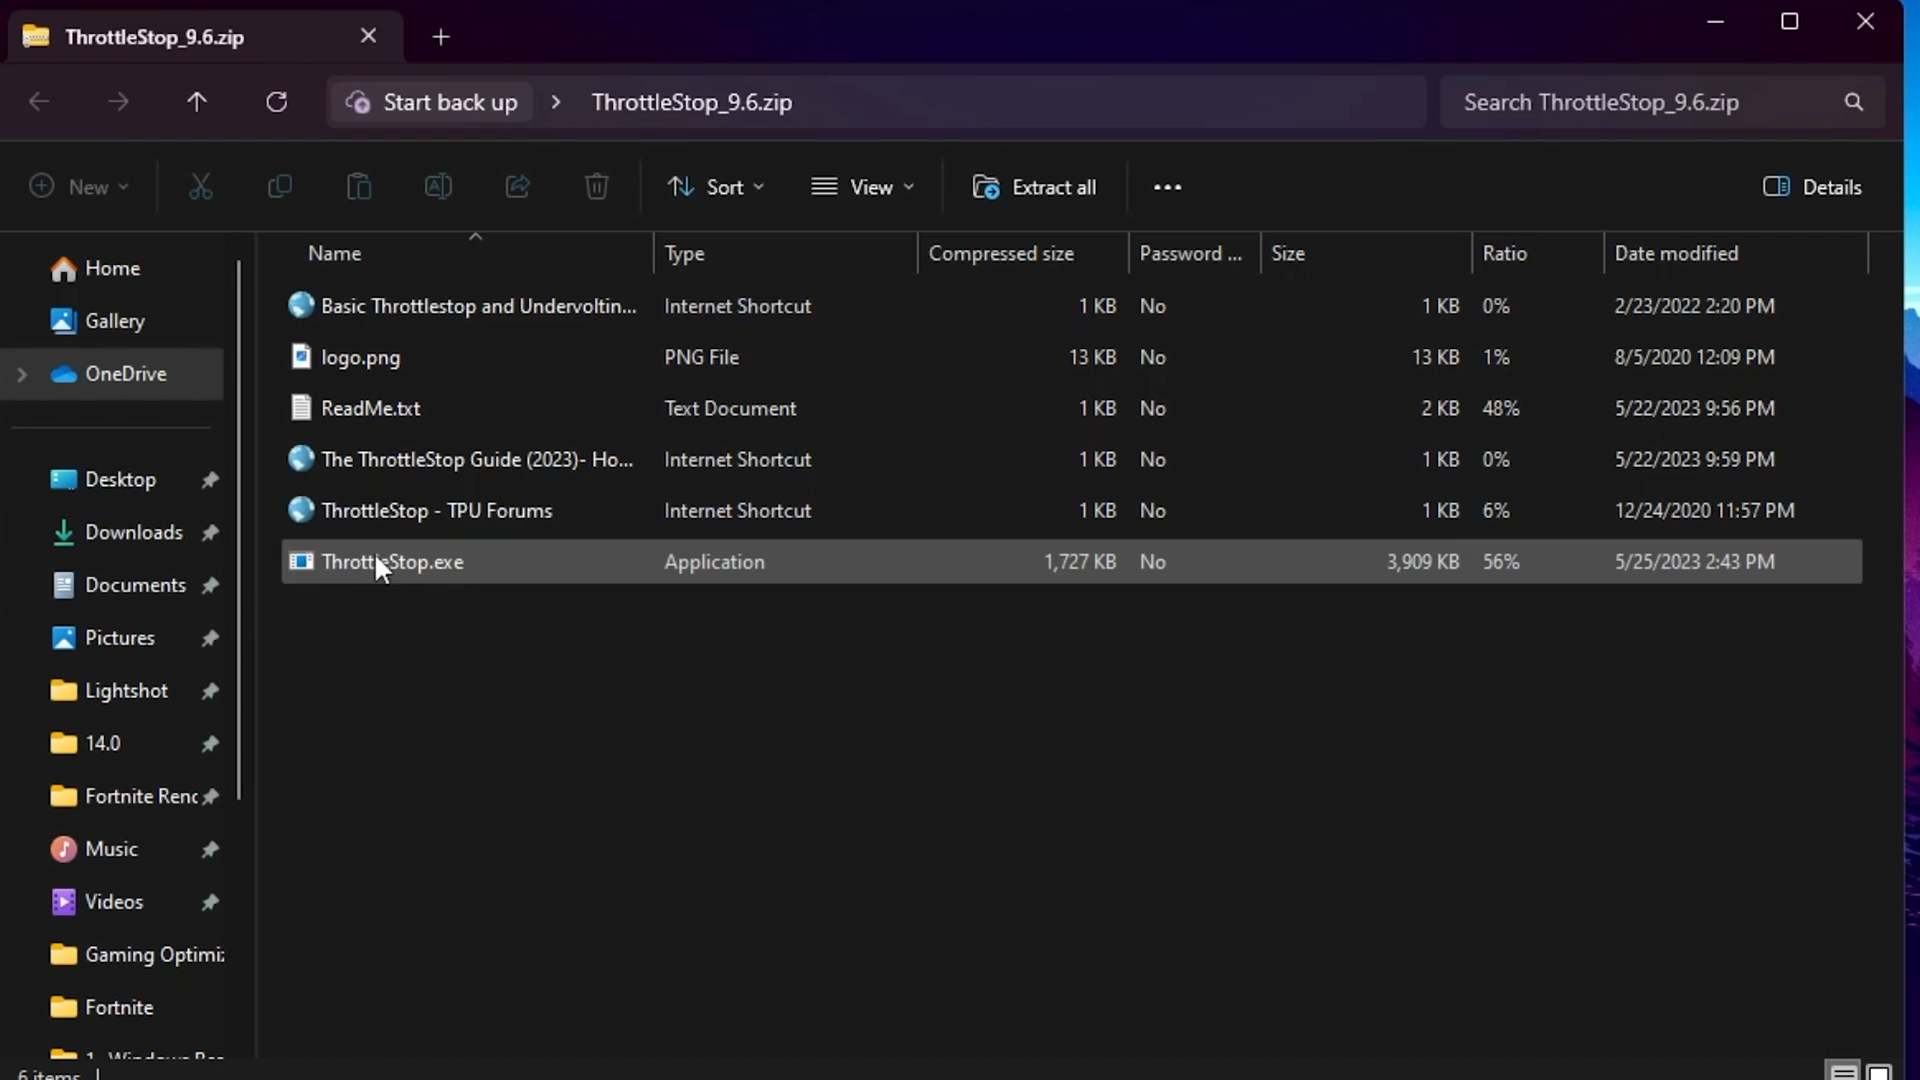 ThrottleStop_9.6.zip
Start back up
ThrottleStop_9.6.zip
Search ThrottleStop_9.6.zip
New
Sort
View
Extract all
Details
Name Type Compressed size Password ... Size Ratio Date modified
Basic Throttlestop and Undervoltin... Internet Shortcut 1 KB No 1 KB 0% 2/23/2022 2:20 PM
logo.png PNG File 13 KB No 13 KB 1% 8/5/2020 12:09 PM
ReadMe.txt Text Document 1 KB No 2 KB 48% 5/22/2023 9:56 PM
The ThrottleStop Guide (2023)- Ho... Internet Shortcut 1 KB No 1 KB 0% 5/22/2023 9:59 PM
ThrottleStop - TPU Forums Internet Shortcut 1 KB No 1 KB 6% 12/24/2020 11:57 PM
ThrottleStop.exe Application 1,727 KB No 3,909 KB 56% 5/25/2023 2:43 PM
Home
Gallery
OneDrive
Desktop
Downloads
Documents
Pictures
Lightshot
14.0
Fortnite Renc
Music
Videos
Gaming Optimi
Fortnite
6 items